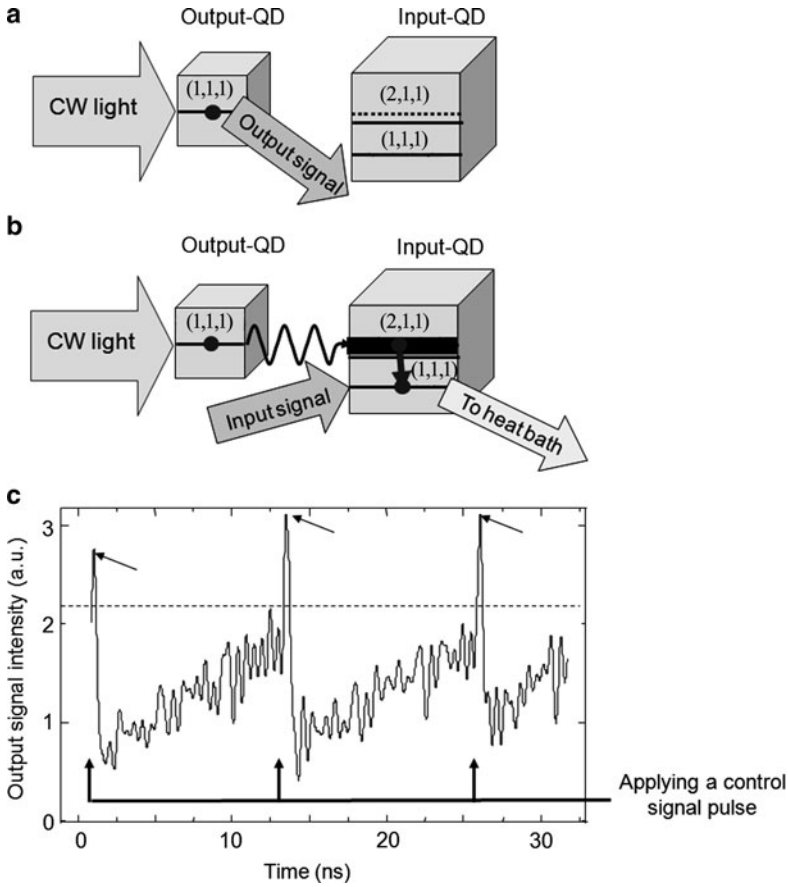 a
Output-QD Input-QD
CW light
(1,1,1)
Output signal
(2,1,1)
(1,1,1)
b
Output-QD Input-QD
CW light
(1,1,1)
(2,1,1)
(1,1,1)
Input signal
To heat bath
c
Output signal intensity (a.u.)
3
2
1
0
0 10 20 30
Time (ns)
Applying a control
signal pulse